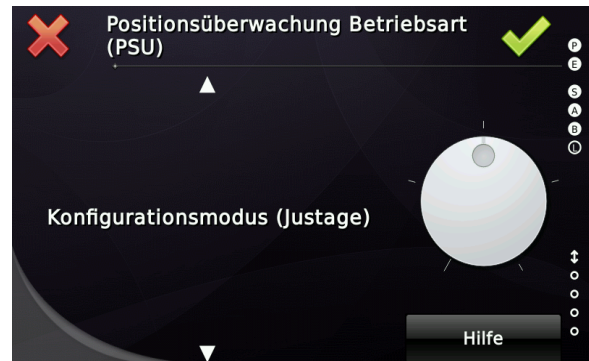 Positionsüberwachung Betriebsart
(PSU)
P
E
S
A
B
L
Konfigurationsmodus (Justage)
Hilfe